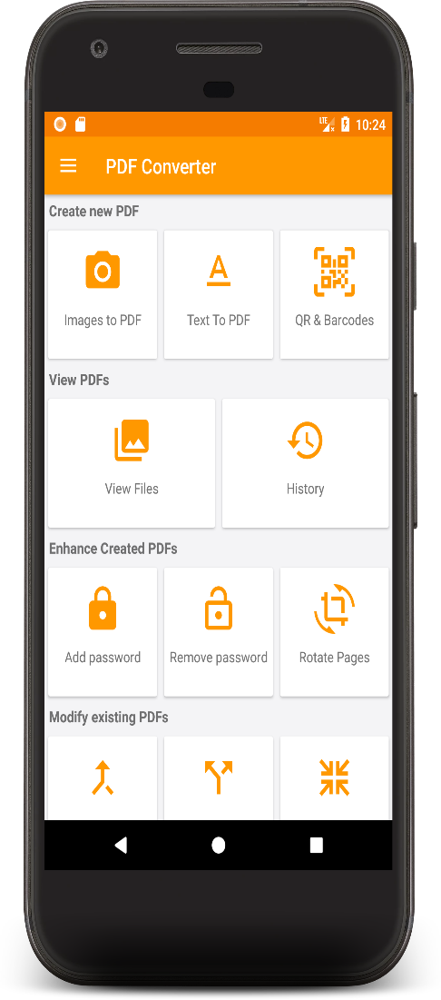 LTE 10:24
PDF Converter
Create new PDF
Images to PDF
Text To PDF
QR & Barcodes
View PDFs
View Files
History
Enhance Created PDFs
Add password
Remove password
Rotate Pages
Modify existing PDFs